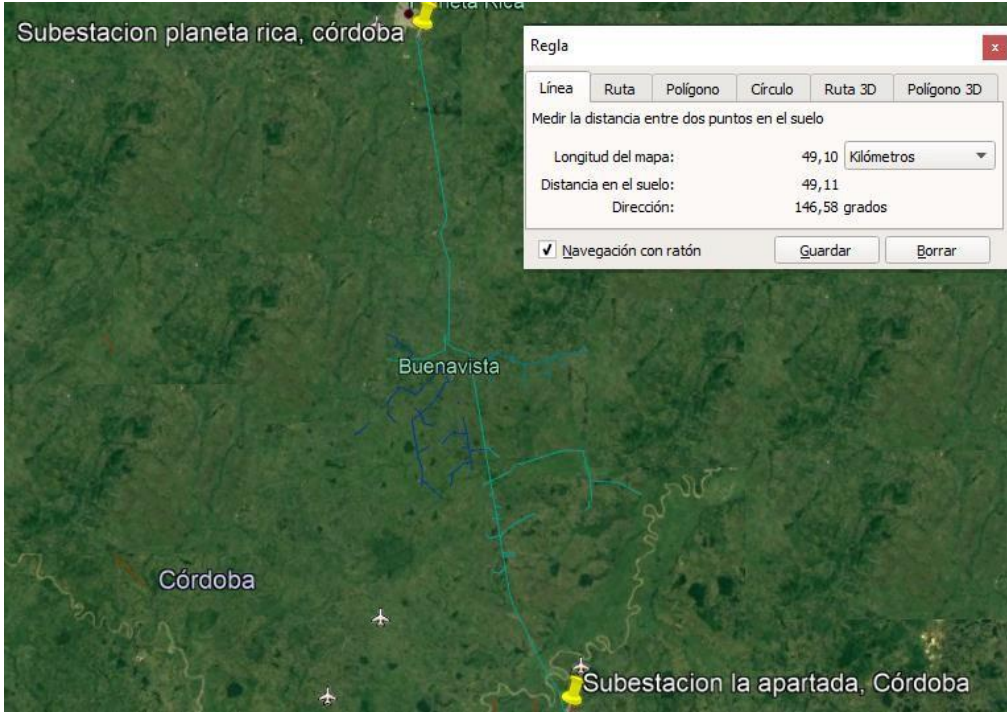 Planeta Rica
Subestacion planeta rica, córdoba
Regla
x
Línea Ruta Polígono Círculo Ruta 3D Polígono 3D
Medir la distancia entre dos puntos en el suelo
Longitud del mapa: 49,10 Kilómetros
Distancia en el suelo: 49,11
Dirección: 146,58 grados
Navegación con ratón Guardar Borrar
Buenavista
Córdoba
Subestacion la apartada, Córdoba